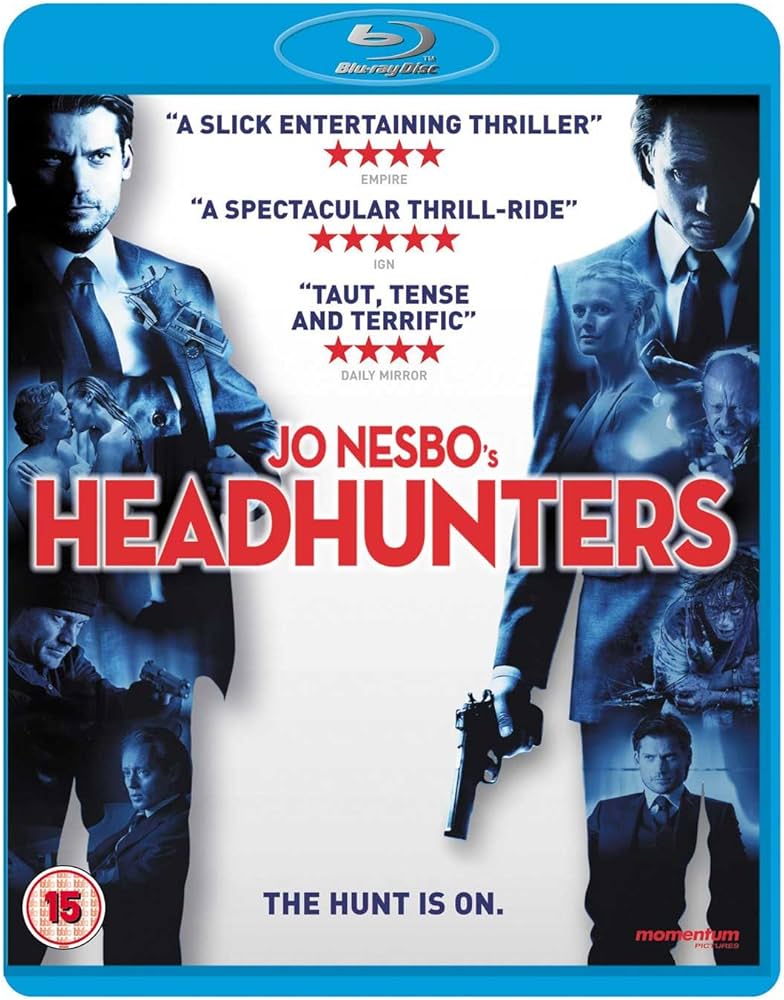 Blu-ray Disc™
"A SLICK ENTERTAINING THRILLER"
EMPIRE
"A SPECTACULAR THRILL-RIDE"
IGN
"TAUT, TENSE
AND TERRIFIC"
DAILY MIRROR
JO NESBO's
HEADHUNTERS
THE HUNT IS ON.
15
momentum
PICTURES